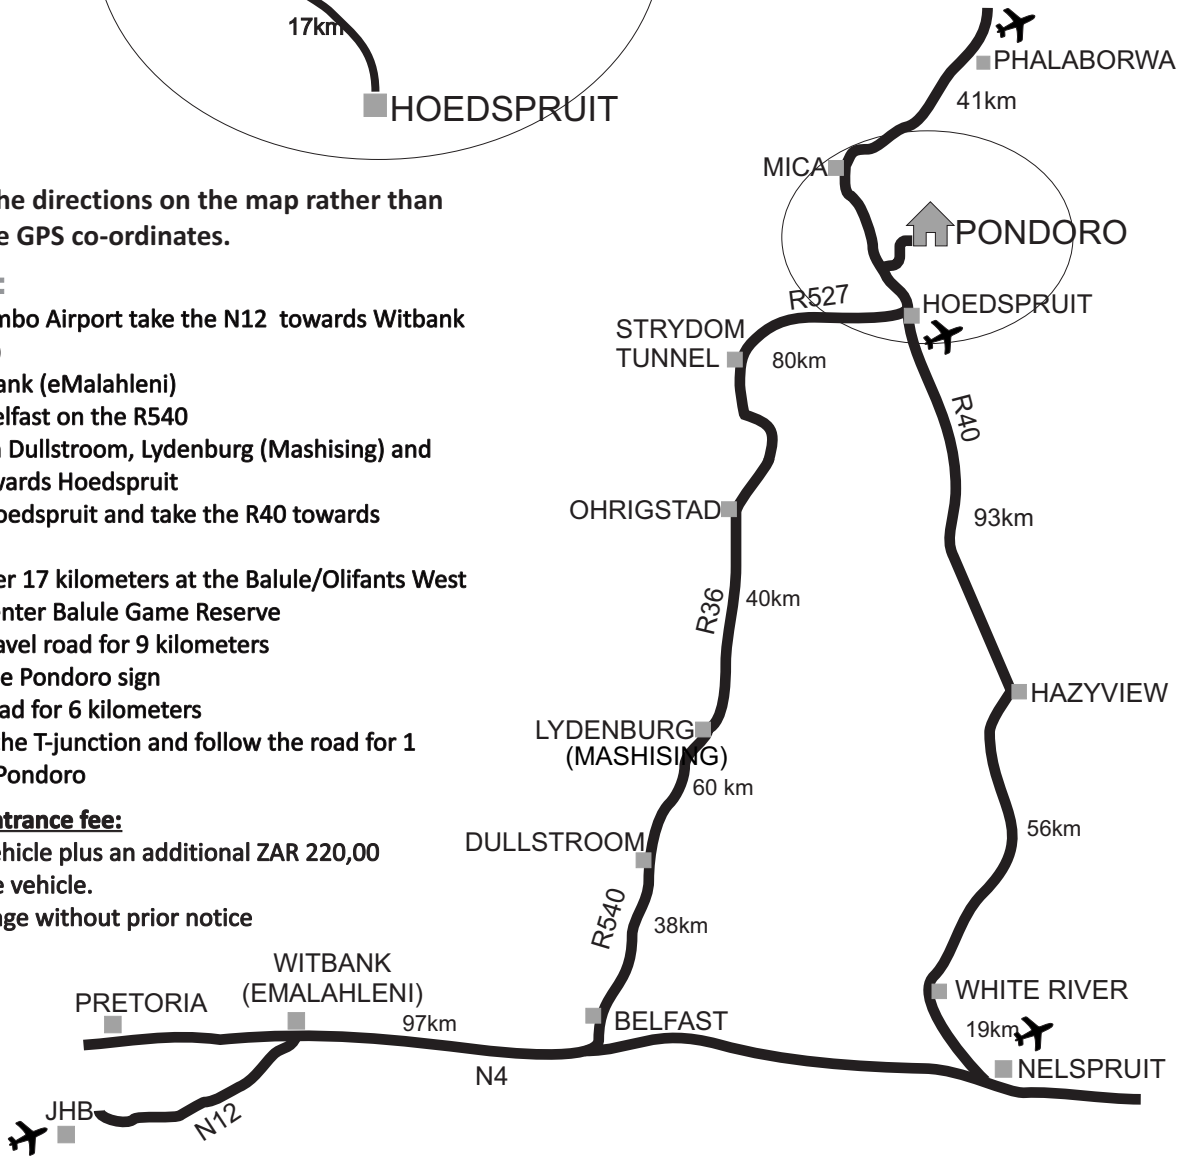 17km
HOEDSPRUIT
he directions on the map rather than
e GPS co-ordinates.
:
mbo Airport take the N12 towards Witbank
)
ank (eMalahleni)
elfast on the R540
Dullstroom, Lydenburg (Mashising) and
wards Hoedspruit
oedspruit and take the R40 towards
er 17 kilometers at the Balule/Olifants West
enter Balule Game Reserve
avel road for 9 kilometers
e Pondoro sign
ad for 6 kilometers
the T-junction and follow the road for 1
Pondoro
ntrance fee:
ehicle plus an additional ZAR 220,00
e vehicle.
nge without prior notice
PHALABORWA
41km
MICA
PONDORO
R527
HOEDSPRUIT
STRYDOM
TUNNEL
80km
R40
OHRIGSTAD
93km
R36
40km
HAZYVIEW
LYDENBURG
(MASHISING)
60 km
56km
DULLSTROOM
R540
38km
WITBANK
(EMALAHLENI)
PRETORIA
97km
BELFAST
WHITE RIVER
19km
N4
NELSPRUIT
JHB
N12